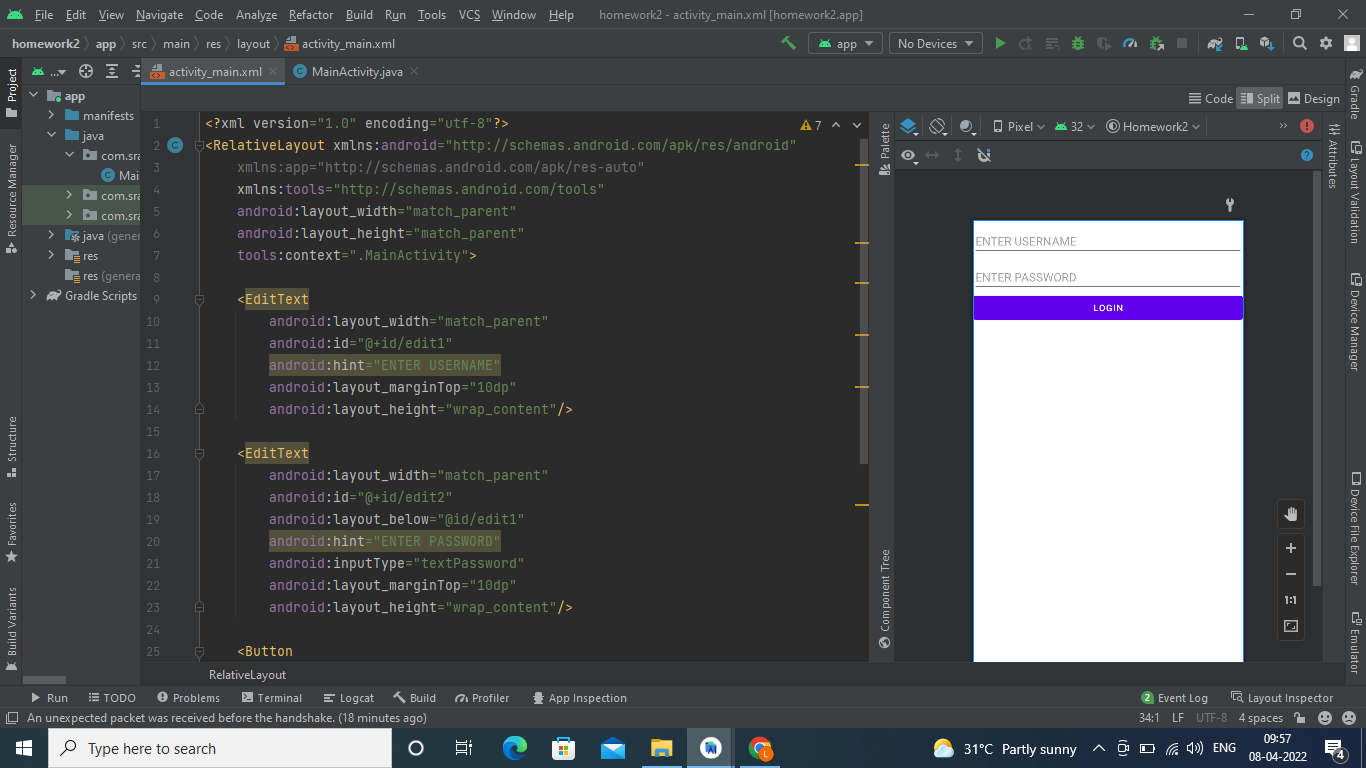 File Edit View Navigate Code Analyze Refactor Build Run Tools VCS Window Help homework2 - activity_main.xml [homework2.app]
homework2 app src main res layout activity_main.xml app No Devices
... activity_main.xml MainActivity.java
Code Split Design
Project
Resource Manager
Structure
Favorites
Build Variants
app
manifests
java
com.sra
Mai
com.sra
com.sra
java (gener
res
res (genera
Gradle Scripts
1 <?xml version="1.0" encoding="utf-8"?>
2 <RelativeLayout xmlns:android="http://schemas.android.com/apk/res/android"
3 xmlns:app="http://schemas.android.com/apk/res-auto"
4 xmlns:tools="http://schemas.android.com/tools"
5 android:layout_width="match_parent"
6 android:layout_height="match_parent"
7 tools:context=".MainActivity">
8
9 <EditText
10 android:layout_width="match_parent"
11 android:id="@+id/edit1"
12 android:hint="ENTER USERNAME"
13 android:layout_marginTop="10dp"
14 android:layout_height="wrap_content"/>
15
16 <EditText
17 android:layout_width="match_parent"
18 android:id="@+id/edit2"
19 android:layout_below="@id/edit1"
20 android:hint="ENTER PASSWORD"
21 android:inputType="textPassword"
22 android:layout_marginTop="10dp"
23 android:layout_height="wrap_content"/>
24
25 <Button
7
RelativeLayout
Palette
Component Tree
Pixel 32 Homework2
ENTER USERNAME
ENTER PASSWORD
LOGIN
1:1
Attributes
Gradle
Layout Validation
Device Manager
Device File Explorer
Emulator
Run TODO Problems Terminal Logcat Build Profiler App Inspection 2 Event Log Layout Inspector
An unexpected packet was received before the handshake. (18 minutes ago) 34:1 LF UTF-8 4 spaces
Type here to search 31°C Partly sunny ENG 09:57
08-04-2022 4